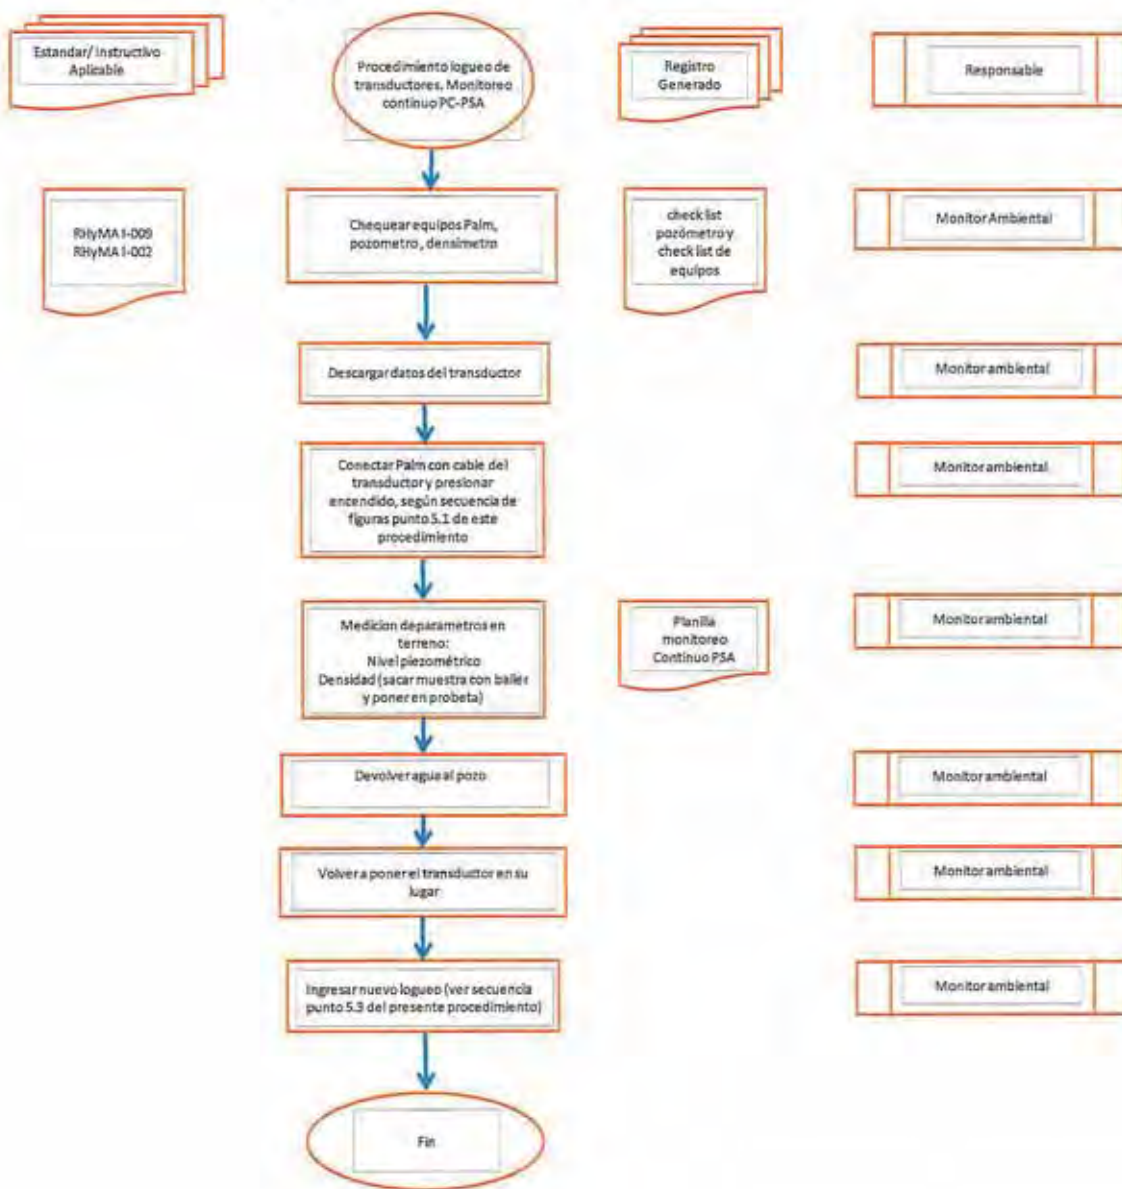 Estandar/ Instructivo
Aplicable
Procedimiento logueo de
transductores. Monitoreo
continuo PC-PSA
Registro
Generado
Responsable
RHyMA I-009
RHyMA I-002
Chequear equipos Palm,
pozometro, densimetro
check list
pozómetro y
check list de
equipos
Monitor Ambiental
Descargar datos del transductor
Monitor ambiental
Conectar Palm con cable del
transductor y presionar
encendido, según secuencia de
figuras punto 5.1 de este
procedimiento
Monitor ambiental
Medicion deparametros en
terreno:
Nivel piezométrico
Densidad (sacar muestra con bailer
y poner en probeta)
Planilla
monitoreo
Continuo PSA
Monitor ambiental
Devolver agua al pozo
Monitor ambiental
Volver a poner el transductor en su
lugar
Monitor ambiental
Ingresar nuevo logueo (ver secuencia
punto 5.3 del presente procedimiento)
Monitor ambiental
Fin